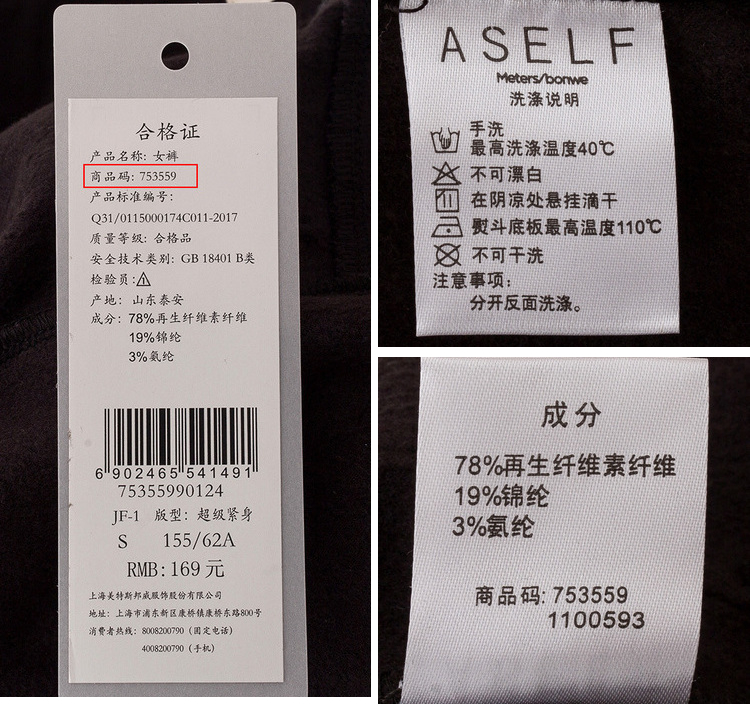 合格证
产品名称: 女裤
商品码: 753559
产品标准编号:
Q31/0115000174C011-2017
质量等级: 合格品
安全技术类别: GB 18401 B类
检验员:
产地: 山东泰安
成分: 78%再生纤维素纤维
19%锦纶
3%氨纶
6 902465 541491
75355990124
JF-1 版型: 超级紧身
S 155/62A
RMB: 169 元
上海美特斯邦威服饰股份有限公司
地址: 上海市浦东新区康桥镇康桥东路800号
消费者热线: 8008200790 (固定电话)
4008200790 (手机)
ASELF
Meters/bonwe
洗涤说明
手洗
最高洗涤温度40℃
不可漂白
在阴凉处悬挂滴干
熨斗底板最高温度110℃
不可干洗
注意事项:
分开反面洗涤。
成分
78%再生纤维素纤维
19%锦纶
3%氨纶
商品码: 753559
1100593